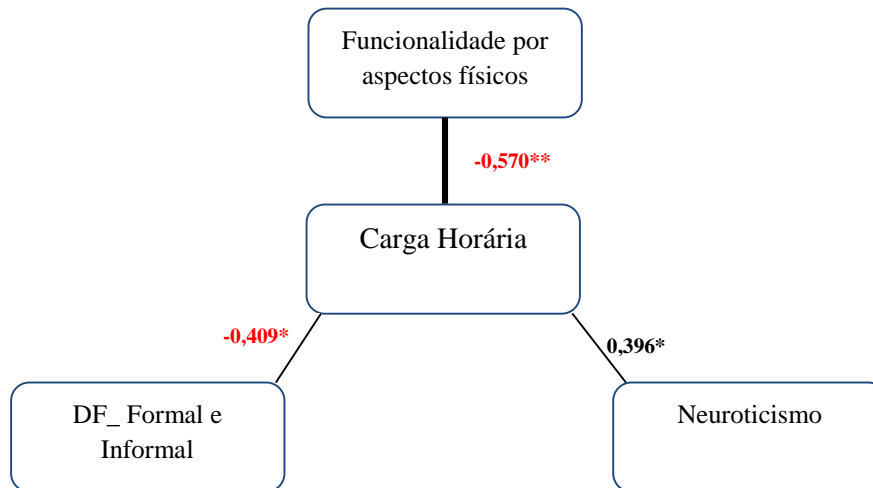 Funcionalidade por
aspectos físicos
-0,570**
Carga Horária
-0,409*
0,396*
DF_ Formal e
Informal
Neuroticismo